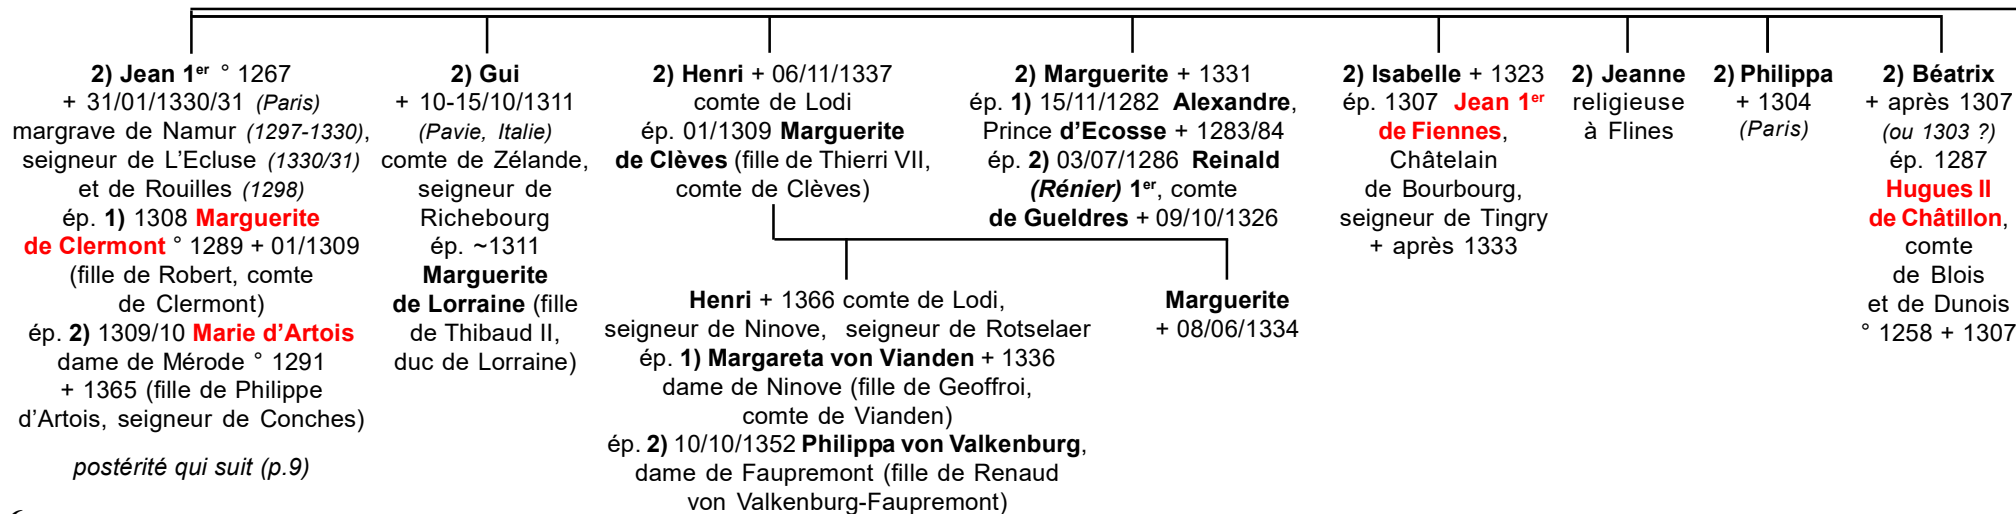 2) Jean 1er ° 1267
+ 31/01/1330/31 (Paris)
margrave de Namur (1297-1330),
seigneur de L'Ecluse (1330/31)
et de Rouilles (1298)
ép. 1) 1308 Marguerite
de Clermont ° 1289 + 01/1309
(fille de Robert, comte
de Clermont)
ép. 2) 1309/10 Marie d'Artois
dame de Mérode ° 1291
+ 1365 (fille de Philippe
d'Artois, seigneur de Conches)
postérité qui suit (p.9)
2) Gui
+ 10-15/10/1311
(Pavie, Italie)
comte de Zélande,
seigneur de
Richebourg
ép. ~1311
Marguerite
de Lorraine (fille
de Thibaud II,
duc de Lorraine)
2) Henri + 06/11/1337
comte de Lodi
ép. 01/1309 Marguerite
de Clèves (fille de Thierri VII,
comte de Clèves)
2) Marguerite + 1331
ép. 1) 15/11/1282 Alexandre,
Prince d'Ecosse + 1283/84
ép. 2) 03/07/1286 Reinald
(Rénier) 1er, comte
de Gueldres + 09/10/1326
2) Isabelle + 1323
ép. 1307 Jean 1er
de Fiennes,
Châtelain
de Bourbourg,
seigneur de Tingry
+ après 1333
2) Jeanne
religieuse
à Flines
2) Philippa
+ 1304
(Paris)
2) Béatrix
+ après 1307
(ou 1303 ?)
ép. 1287
Hugues II
de Châtillon,
comte
de Blois
et de Dunois
° 1258 + 1307
Henri + 1366 comte de Lodi,
seigneur de Ninove, seigneur de Rotselaer
ép. 1) Margareta von Vianden + 1336
dame de Ninove (fille de Geoffroi,
comte de Vianden)
ép. 2) 10/10/1352 Philippa von Valkenburg,
dame de Faupremont (fille de Renaud
von Valkenburg-Faupremont)
Marguerite
+ 08/06/1334